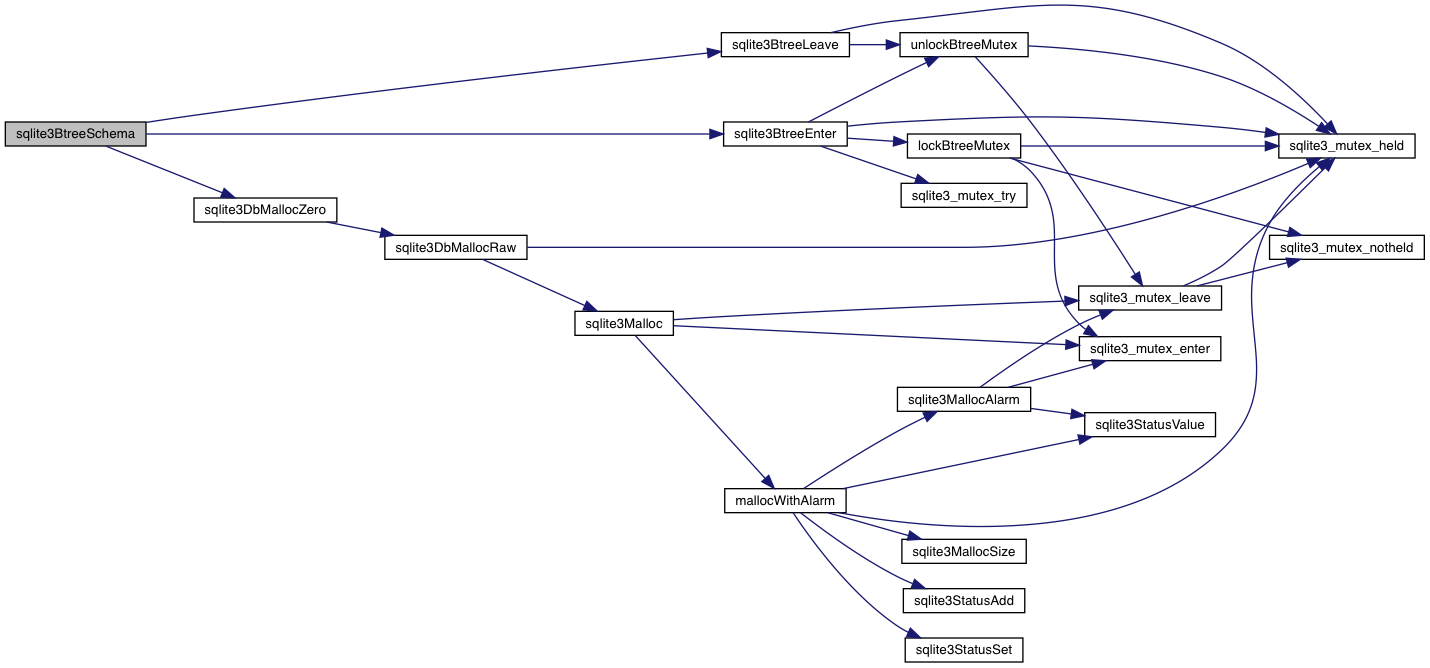 sqlite3BtreeLeave
unlockBtreeMutex
sqlite3BtreeSchema
sqlite3BtreeEnter
lockBtreeMutex
sqlite3_mutex_held
sqlite3_mutex_try
sqlite3DbMallocZero
sqlite3DbMallocRaw
sqlite3_mutex_notheld
sqlite3_mutex_leave
sqlite3Malloc
sqlite3_mutex_enter
sqlite3MallocAlarm
sqlite3StatusValue
mallocWithAlarm
sqlite3MallocSize
sqlite3StatusAdd
sqlite3StatusSet